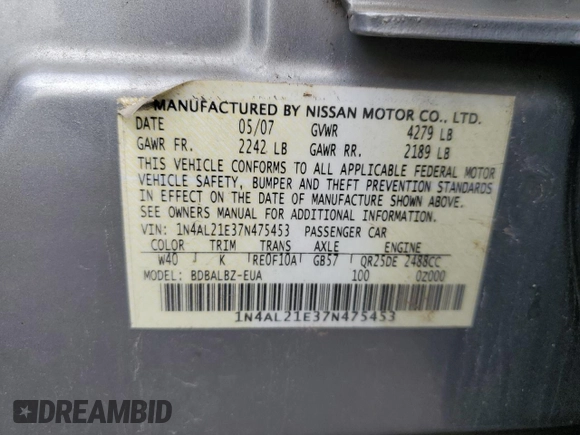 MANUFACTURED BY NISSAN MOTOR CO., LTD.
DATE 05/07 GVWR 4279 LB
GAWR FR. 2242 LB GAWR RR. 2189 LB
THIS VEHICLE CONFORMS TO ALL APPLICABLE FEDERAL MOTOR
VEHICLE SAFETY, BUMPER AND THEFT PREVENTION STANDARDS
IN EFFECT ON THE DATE OF MANUFACTURE SHOWN ABOVE.
SEE OWNERS MANUAL FOR ADDITIONAL INFORMATION.
VIN: 1N4AL21E37N475453 PASSENGER CAR
COLOR TRIM TRANS AXLE ENGINE
W40 K RE0F10A GB57 QR25DE 2488CC
MODEL: BDBALBZ-EUA 100 0Z000
1N4AL21E37N475453
DREAMBID